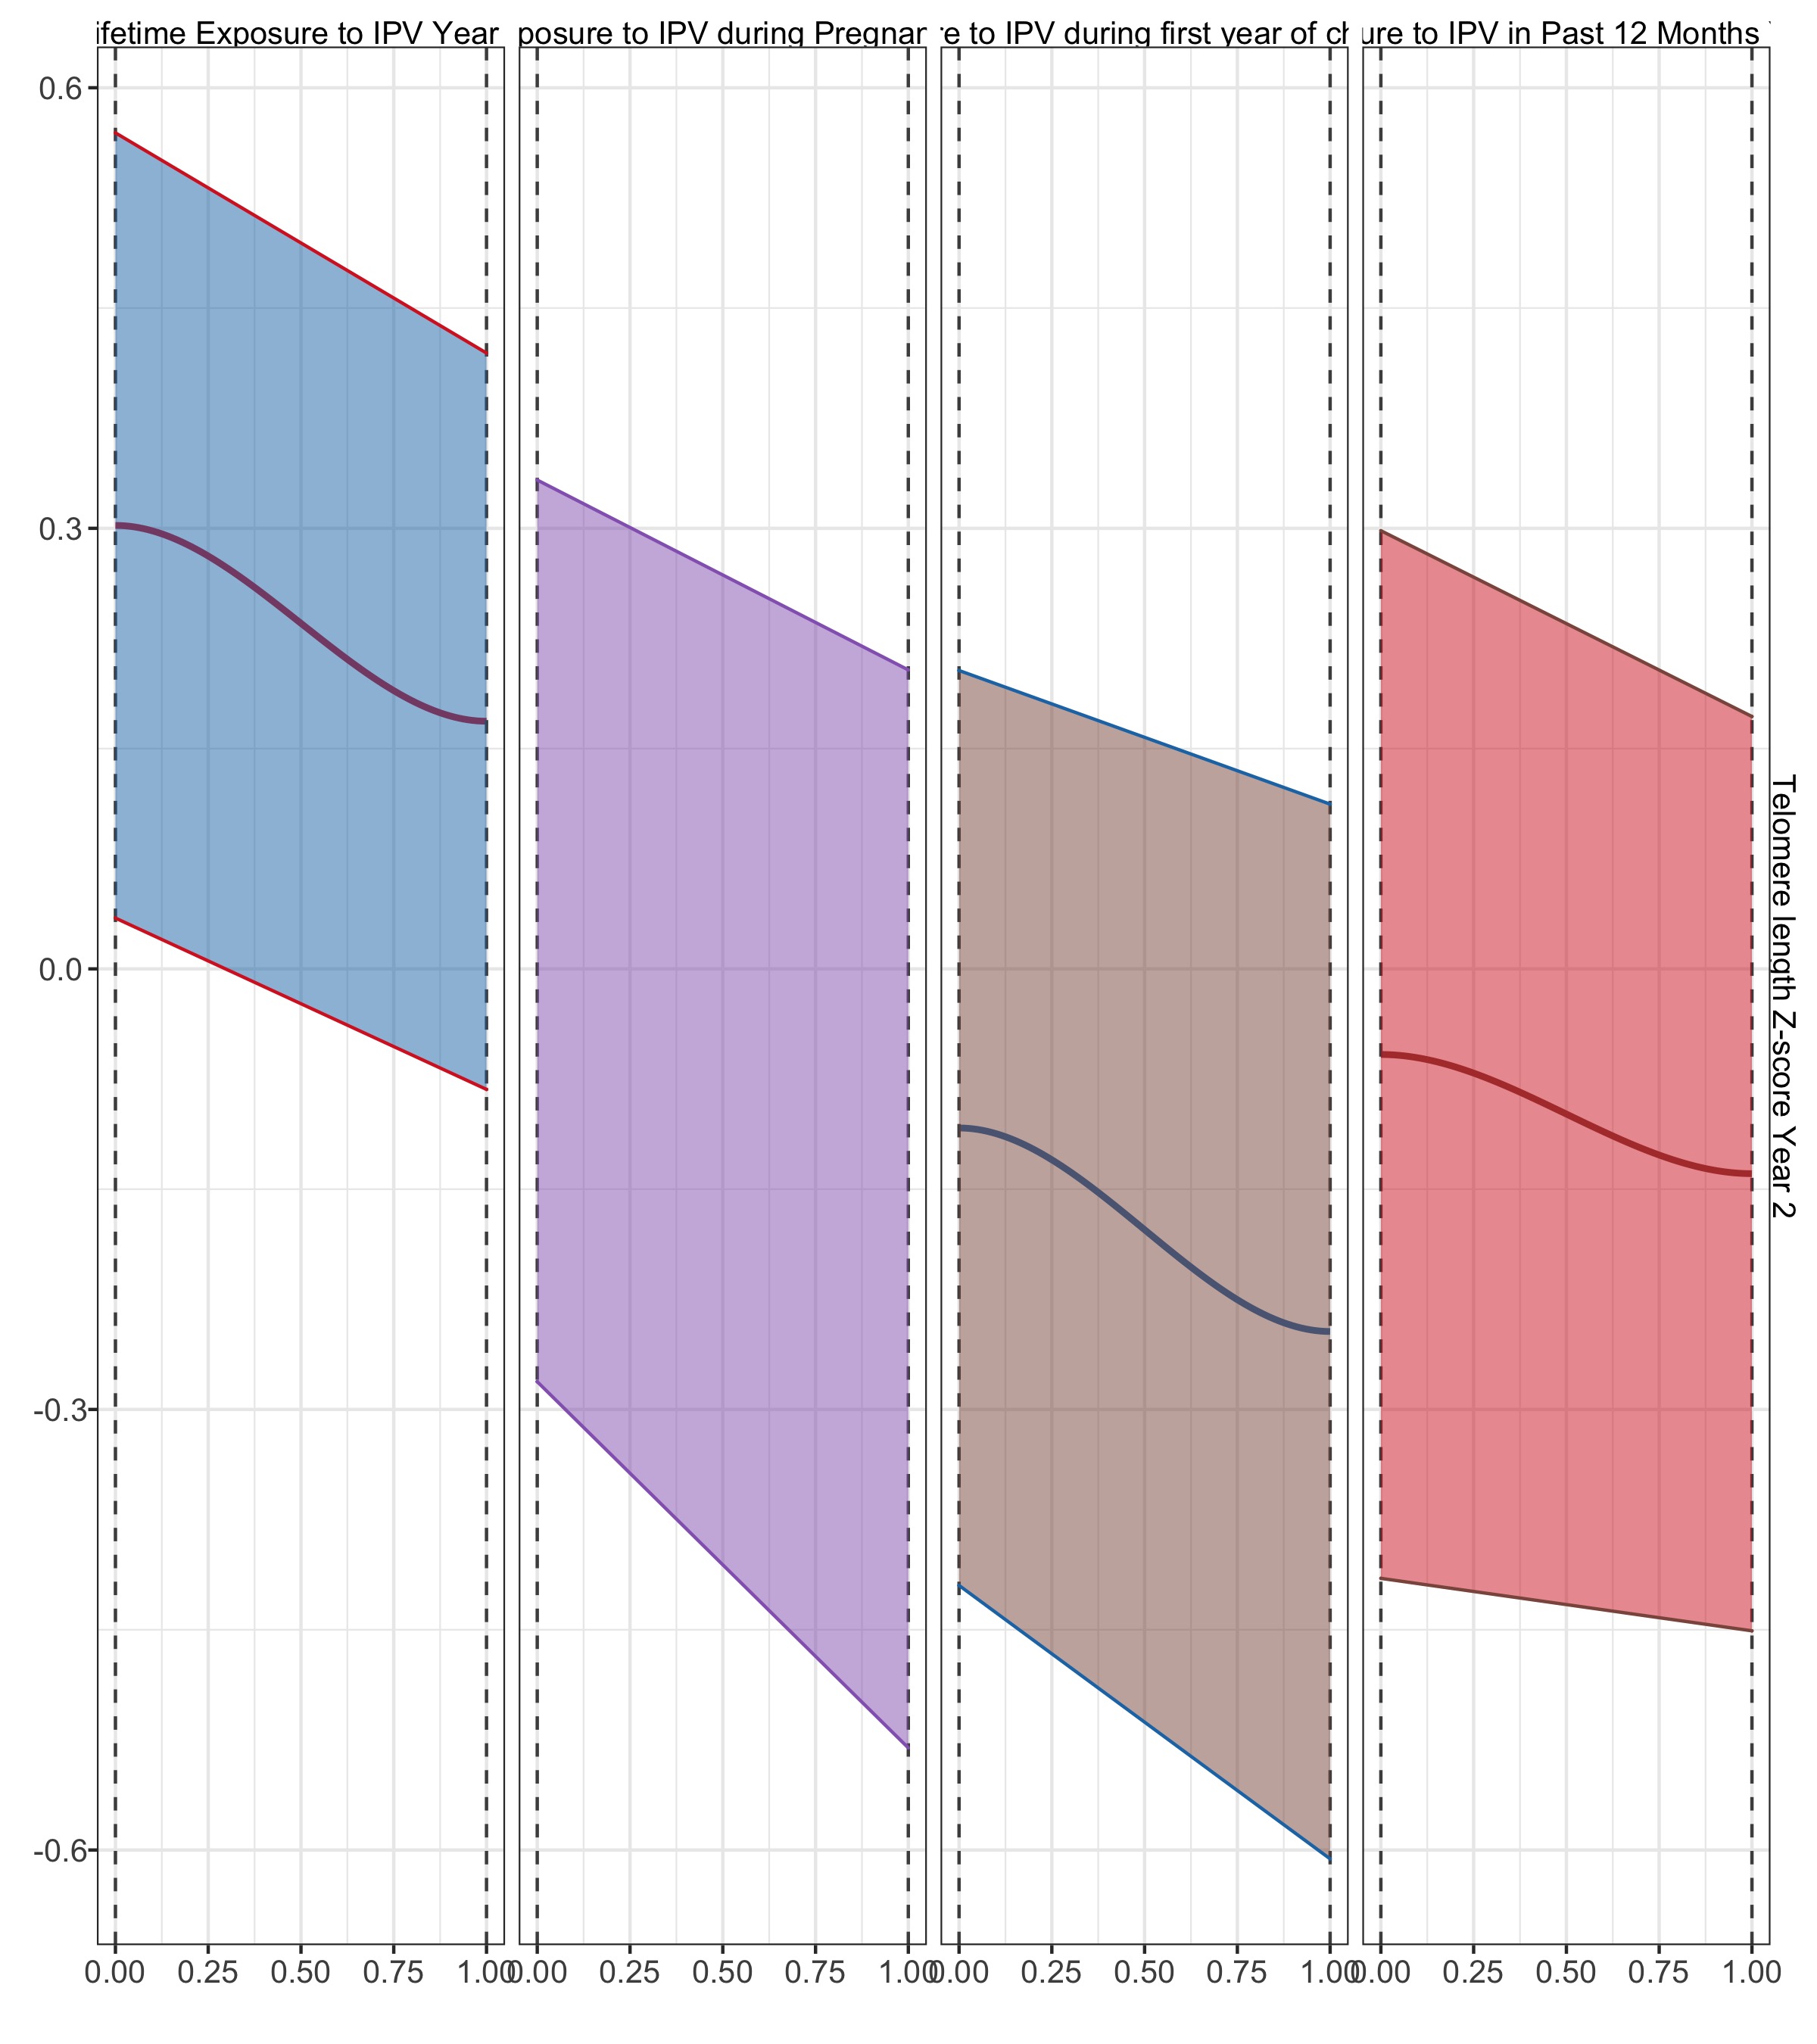 ifetime Exposure to IPV Year
posure to IPV during Pregnan
re to IPV during first year of ch
ure to IPV in Past 12 Months
0.6
0.3
0.0
-0.3
-0.6
Telomere length Z-score Year 2
0.00 0.25 0.50 0.75 1.00
0.00 0.25 0.50 0.75 1.00
0.00 0.25 0.50 0.75 1.00
0.00 0.25 0.50 0.75 1.00